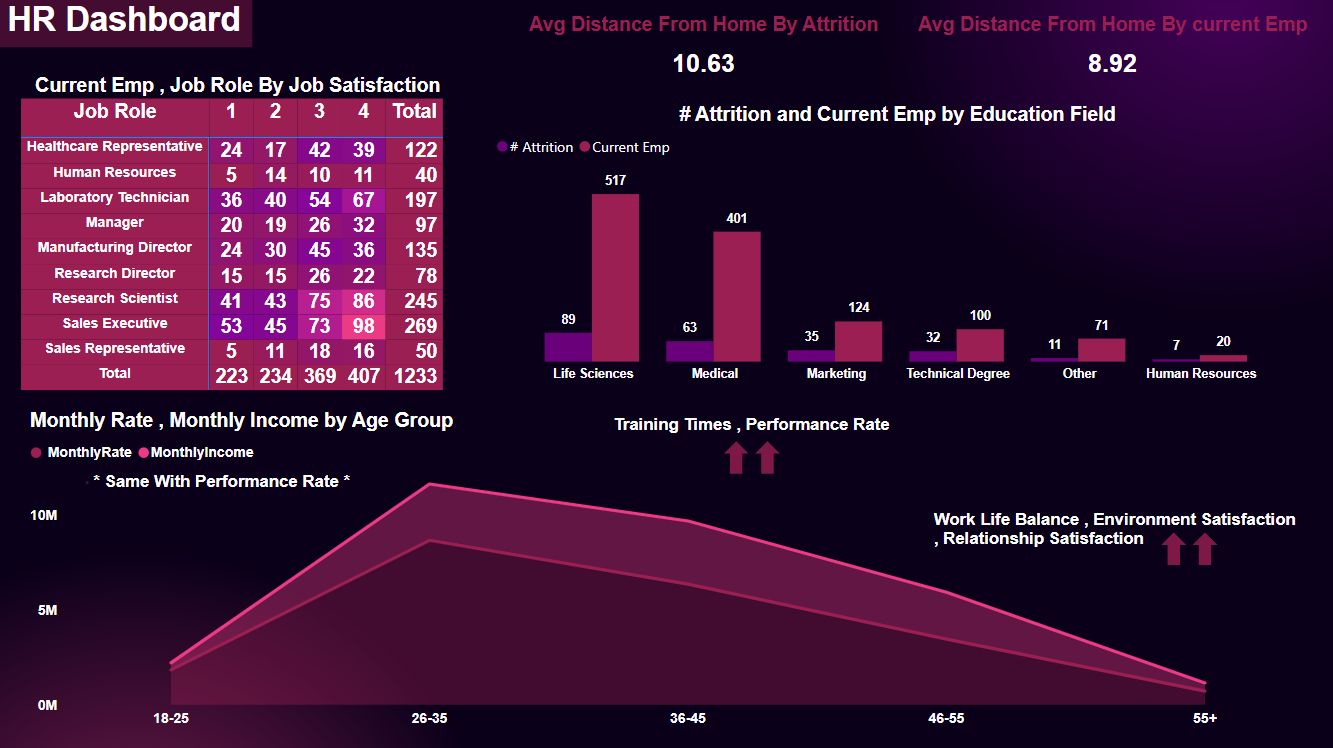 HR Dashboard
Avg Distance From Home By Attrition
10.63
Avg Distance From Home By current Emp
8.92
Current Emp , Job Role By Job Satisfaction
Job Role 1 2 3 4 Total
Healthcare Representative 24 17 42 39 122
Human Resources 5 14 10 11 40
Laboratory Technician 36 40 54 67 197
Manager 20 19 26 32 97
Manufacturing Director 24 30 45 36 135
Research Director 15 15 26 22 78
Research Scientist 41 43 75 86 245
Sales Executive 53 45 73 98 269
Sales Representative 5 11 18 16 50
Total 223 234 369 407 1233
# Attrition and Current Emp by Education Field
# Attrition Current Emp
89 517 63 401 35 124 32 100 11 71 7 20
Life Sciences Medical Marketing Technical Degree Other Human Resources
Monthly Rate , Monthly Income by Age Group
MonthlyRate MonthlyIncome
* Same With Performance Rate *
Training Times , Performance Rate
Work Life Balance , Environment Satisfaction
, Relationship Satisfaction
10M
5M
0M
18-25 26-35 36-45 46-55 55+